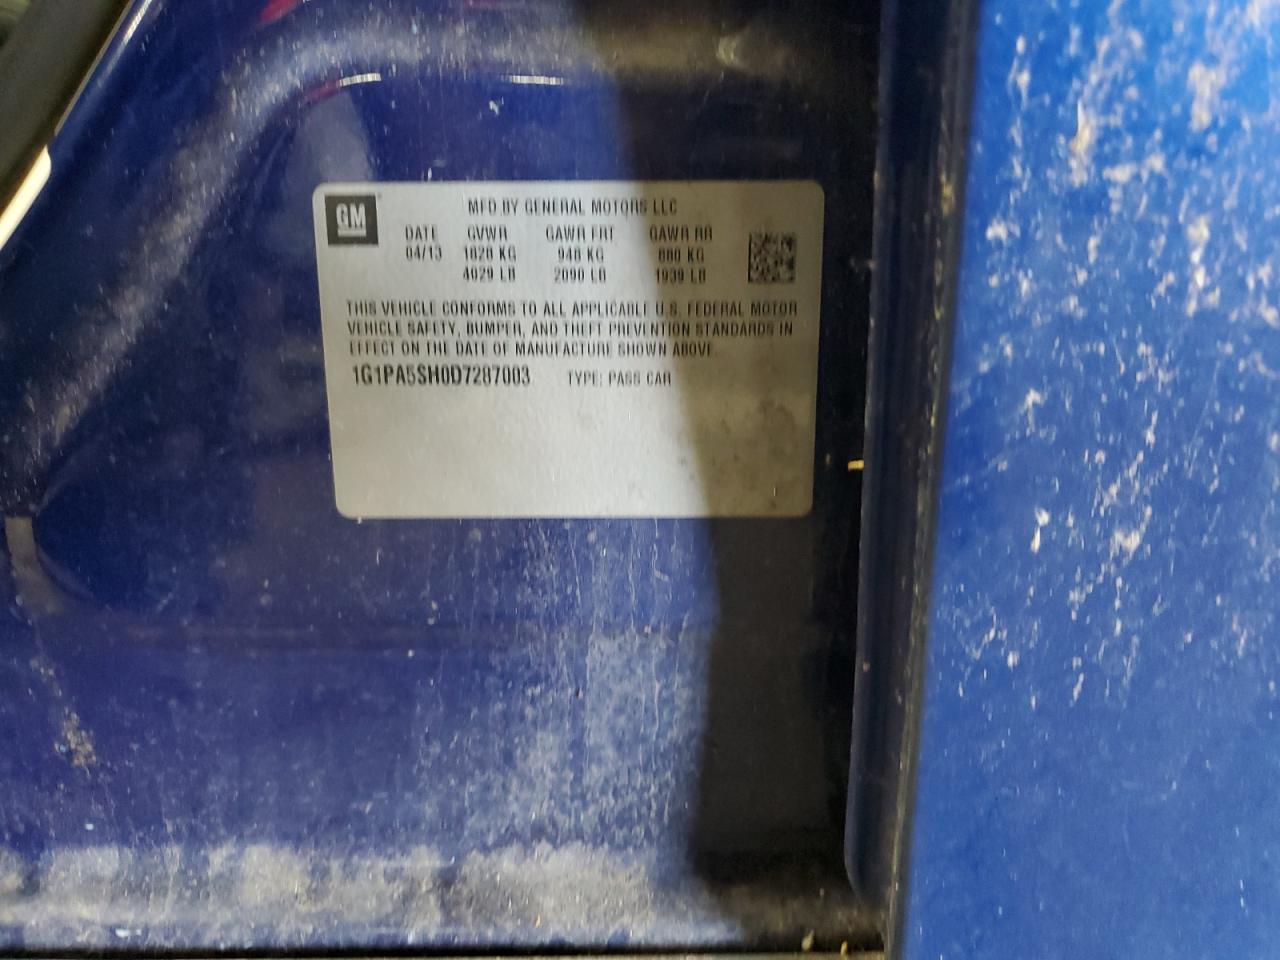 GM
MFD BY GENERAL MOTORS LLC
DATE GVWR GAWR FRT GAWR RR
04/13 1828 KG 948 KG 880 KG
4029 LB 2090 LB 1939 LB
THIS VEHICLE CONFORMS TO ALL APPLICABLE U.S. FEDERAL MOTOR
VEHICLE SAFETY, BUMPER, AND THEFT PREVENTION STANDARDS IN
EFFECT ON THE DATE OF MANUFACTURE SHOWN ABOVE.
1G1PA5SH0D7287003 TYPE: PASS CAR